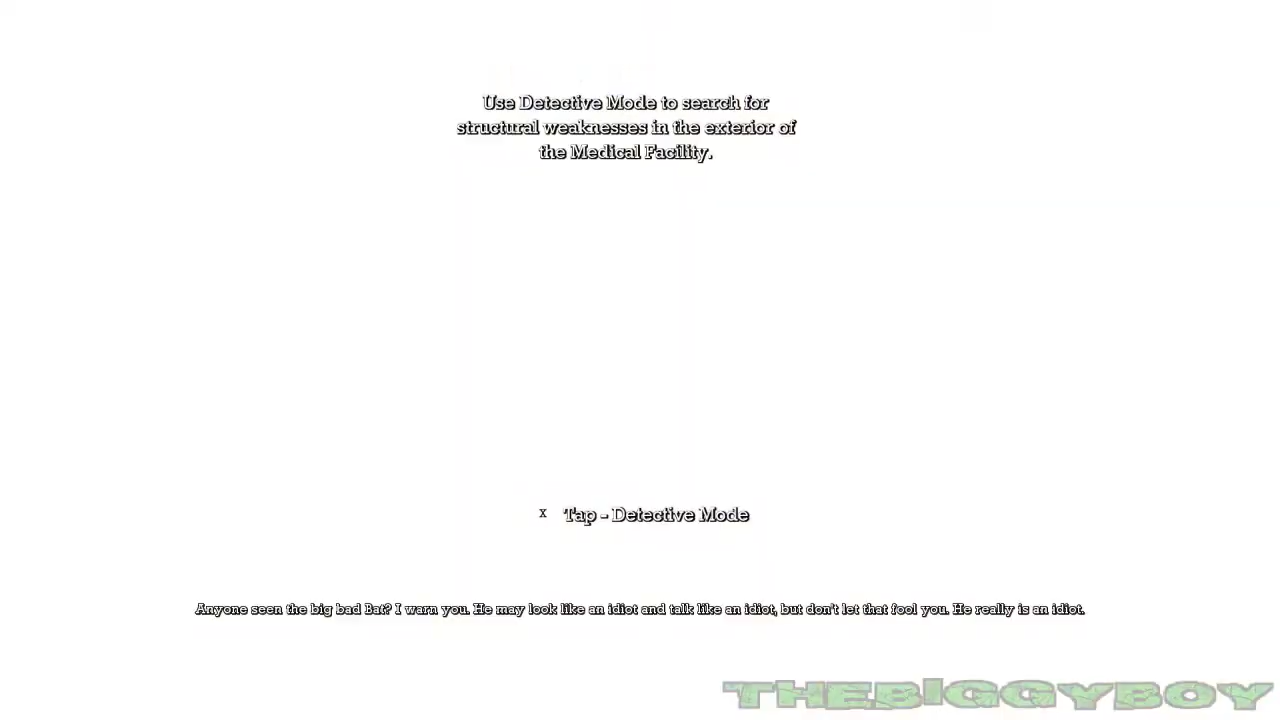 Use Detective Mode to search for
structural weaknesses in the exterior of
the Medical Facility.
X Tap - Detective Mode
Anyone seen the big bad Bat? I warn you. He may look like an idiot and talk like an idiot, but don't let that fool you. He really is an idiot.
THEBIGGYBOY